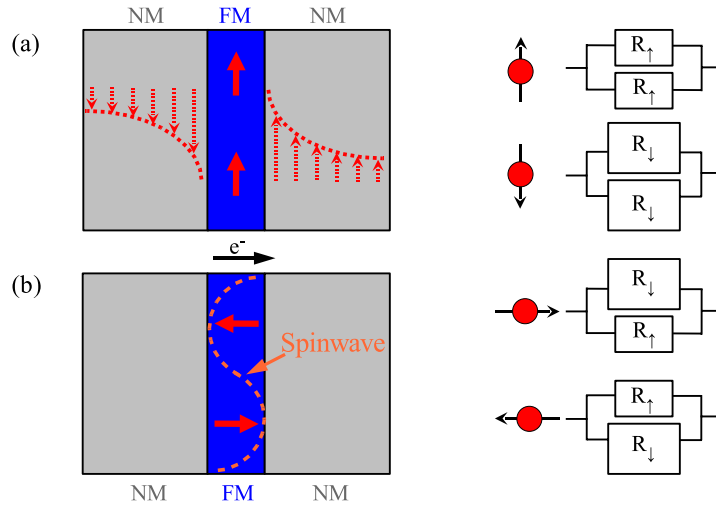 NM FM NM
(a)
R↑
R↑
R↓
R↓
e-
(b)
Spinwave
R↓
R↑
R↑
R↓
NM FM NM